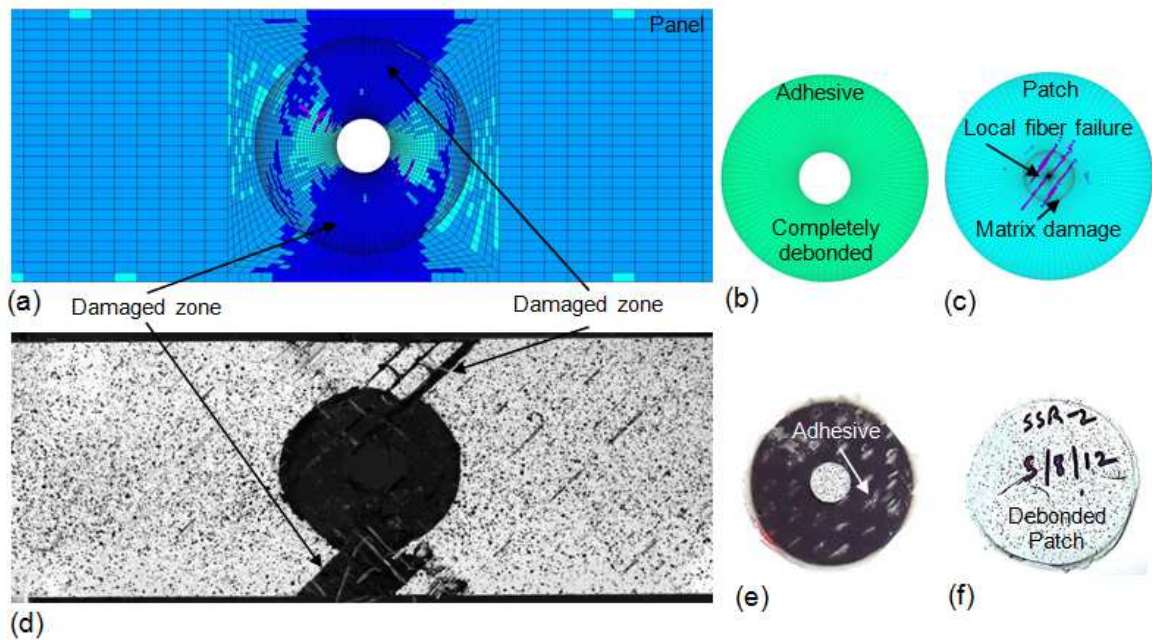 Panel
Adhesive
Completely
debonded
Patch
Local fiber failure
Matrix damage
(a)
(b)
(c)
Damaged zone
Damaged zone
Adhesive
SSR-2
5/8/12
Debonded
Patch
(d)
(e)
(f)